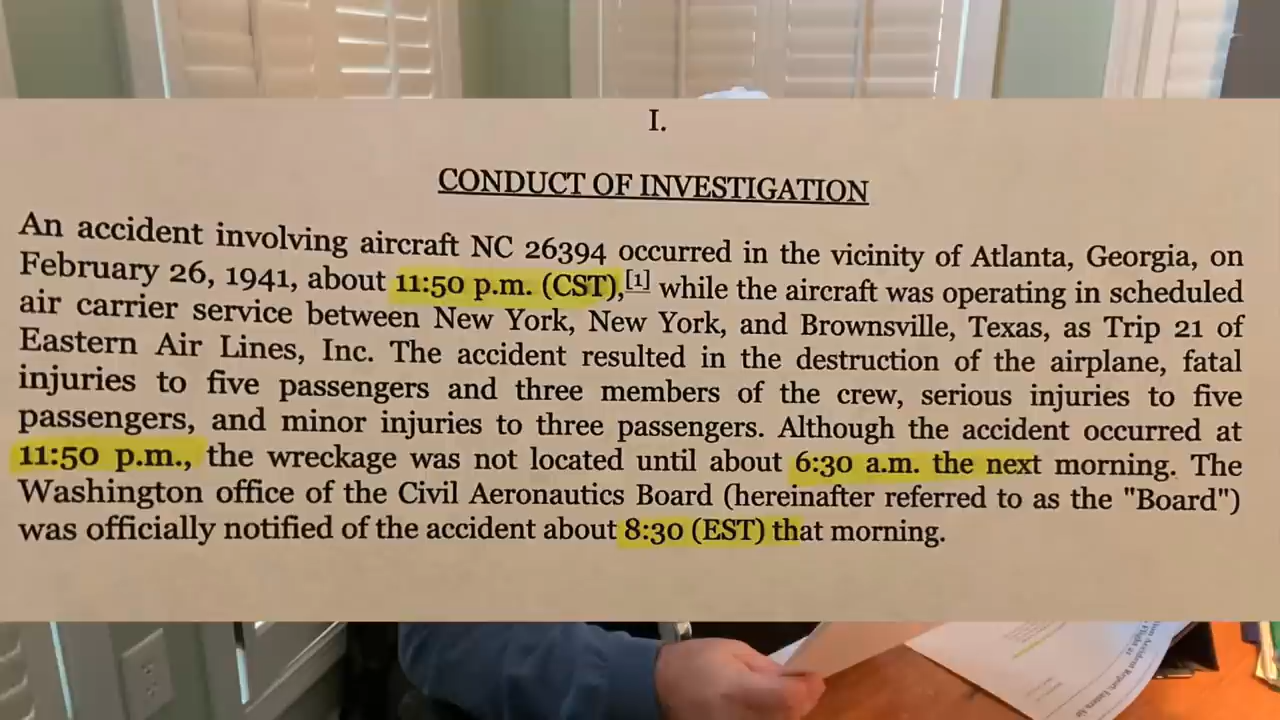 I.
CONDUCT OF INVESTIGATION
An accident involving aircraft NC 26394 occurred in the vicinity of Atlanta, Georgia, on
February 26, 1941, about 11:50 p.m. (CST),[1] while the aircraft was operating in scheduled
air carrier service between New York, New York, and Brownsville, Texas, as Trip 21 of
Eastern Air Lines, Inc. The accident resulted in the destruction of the airplane, fatal
injuries to five passengers and three members of the crew, serious injuries to five
passengers, and minor injuries to three passengers. Although the accident occurred at
11:50 p.m., the wreckage was not located until about 6:30 a.m. the next morning. The
Washington office of the Civil Aeronautics Board (hereinafter referred to as the "Board")
was officially notified of the accident about 8:30 (EST) that morning.